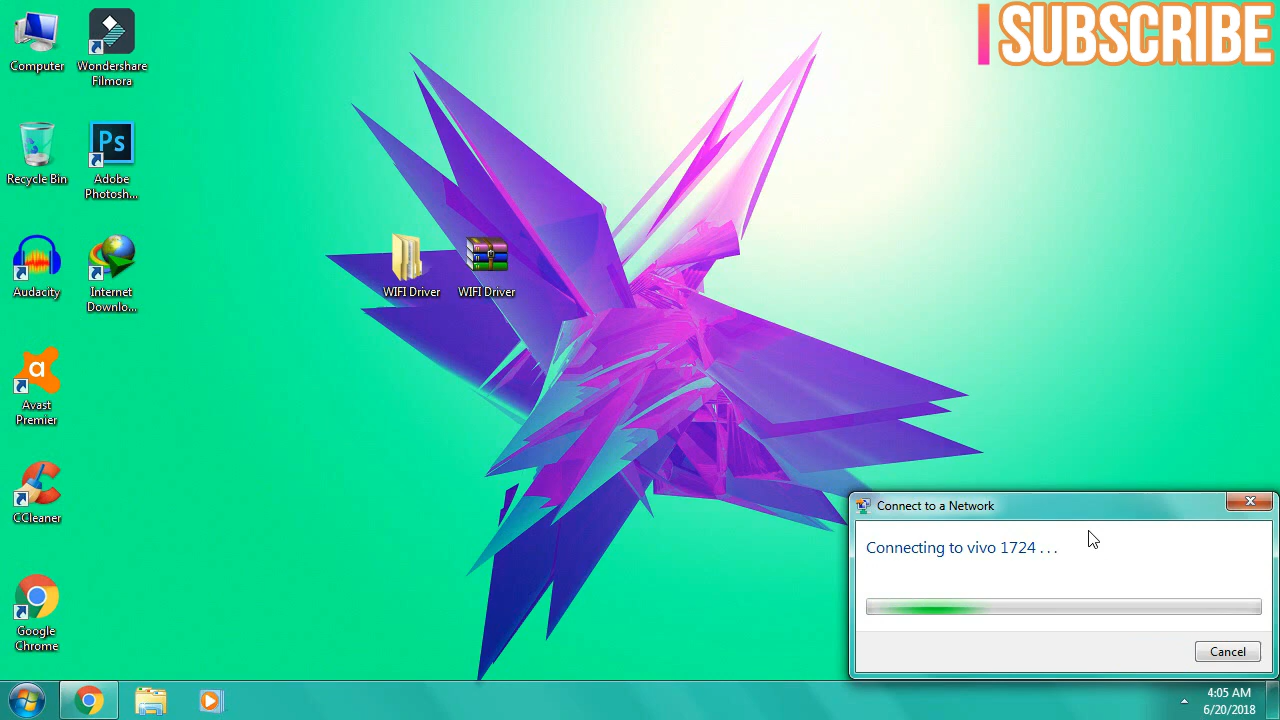 SUBSCRIBE
Computer
Wondershare
Filmora
Recycle Bin
Ps
Adobe
Photosh...
Audacity
Internet
Downlo...
WIFI Driver
WIFI Driver
a
Avast
Premier
CCleaner
Google
Chrome
Connect to a Network
Connecting to vivo 1724 . . .
Cancel
4:05 AM
6/20/2018